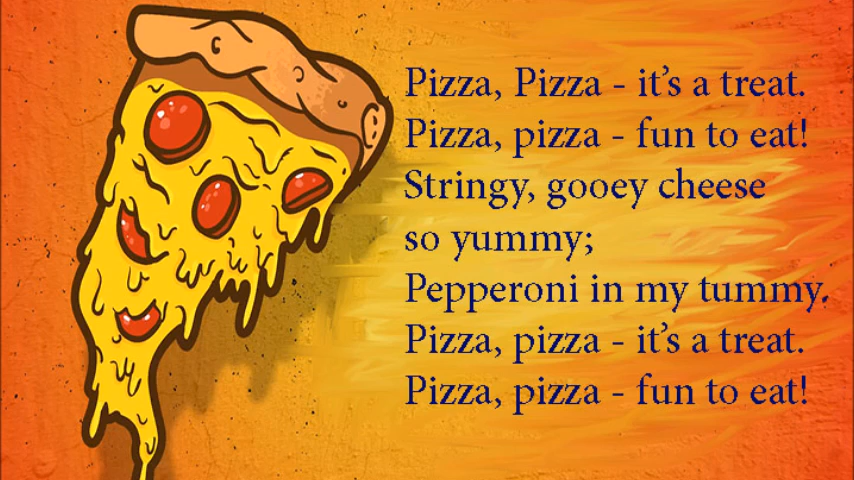 Pizza, Pizza - it’s a treat.
Pizza, pizza - fun to eat!
Stringy, gooey cheese
so yummy;
Pepperoni in my tummy.
Pizza, pizza - it’s a treat.
Pizza, pizza - fun to eat!